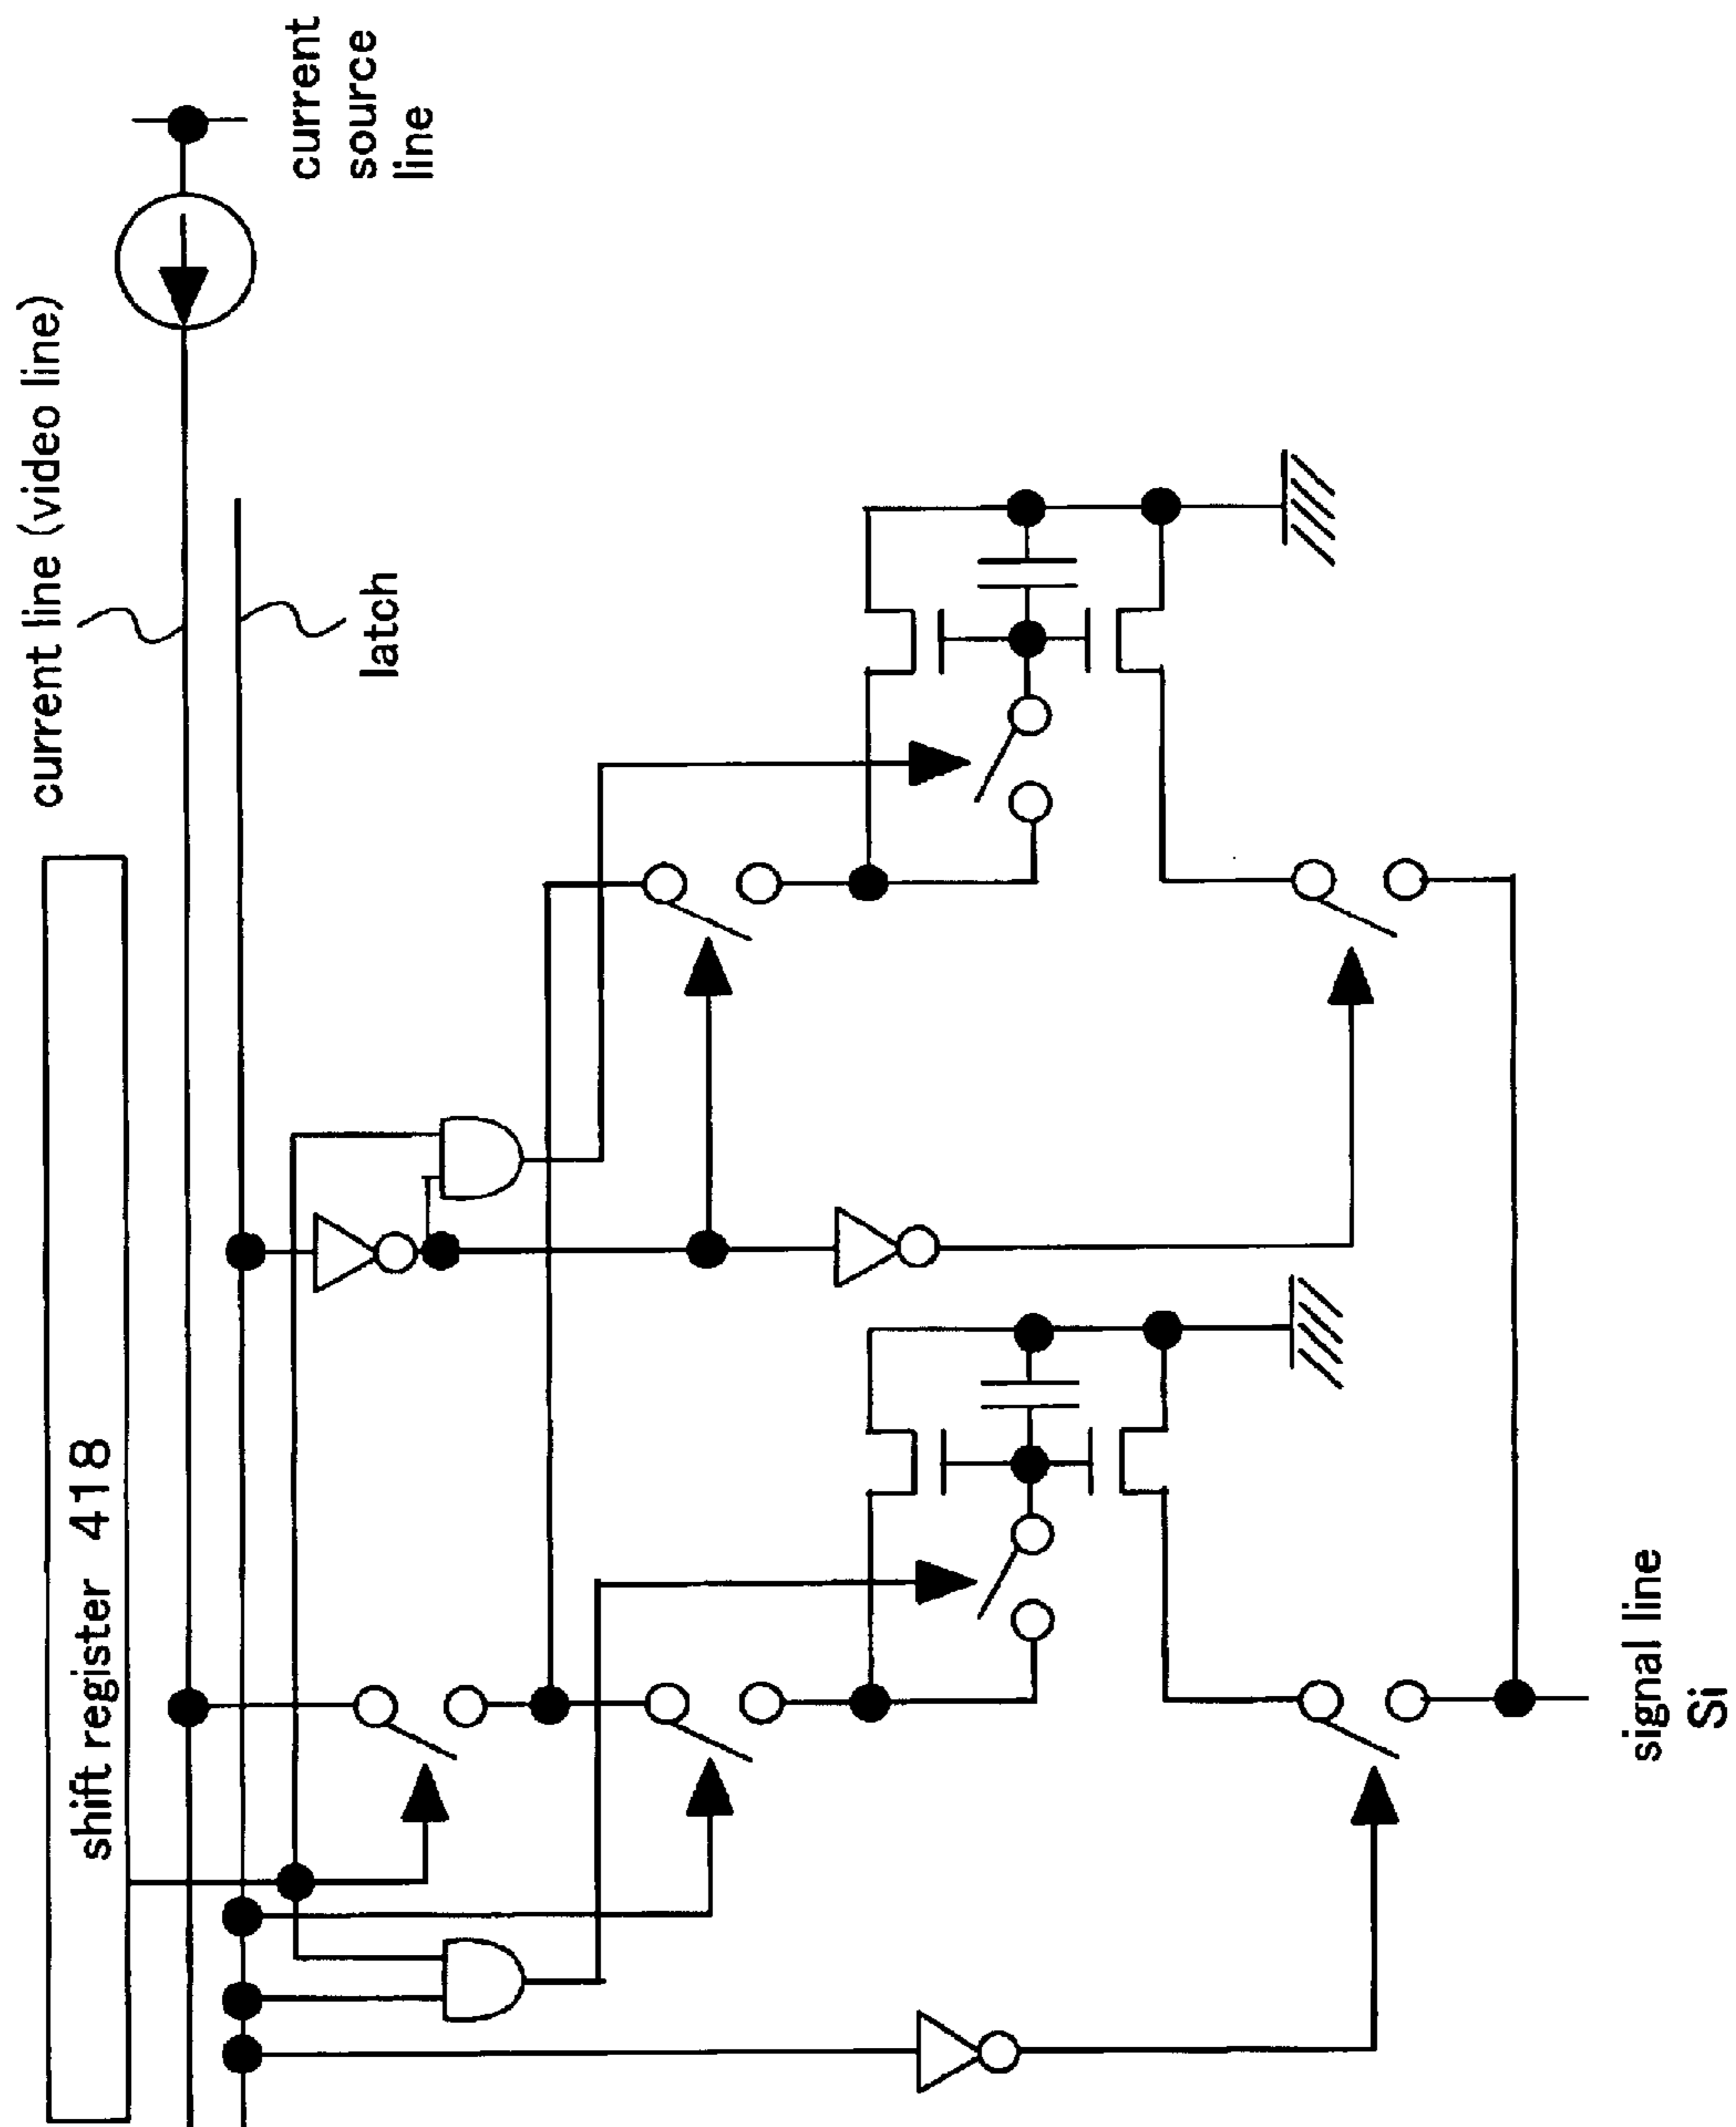 shift register 418
current line (video line)
current
source
line
latch
signal line
Si